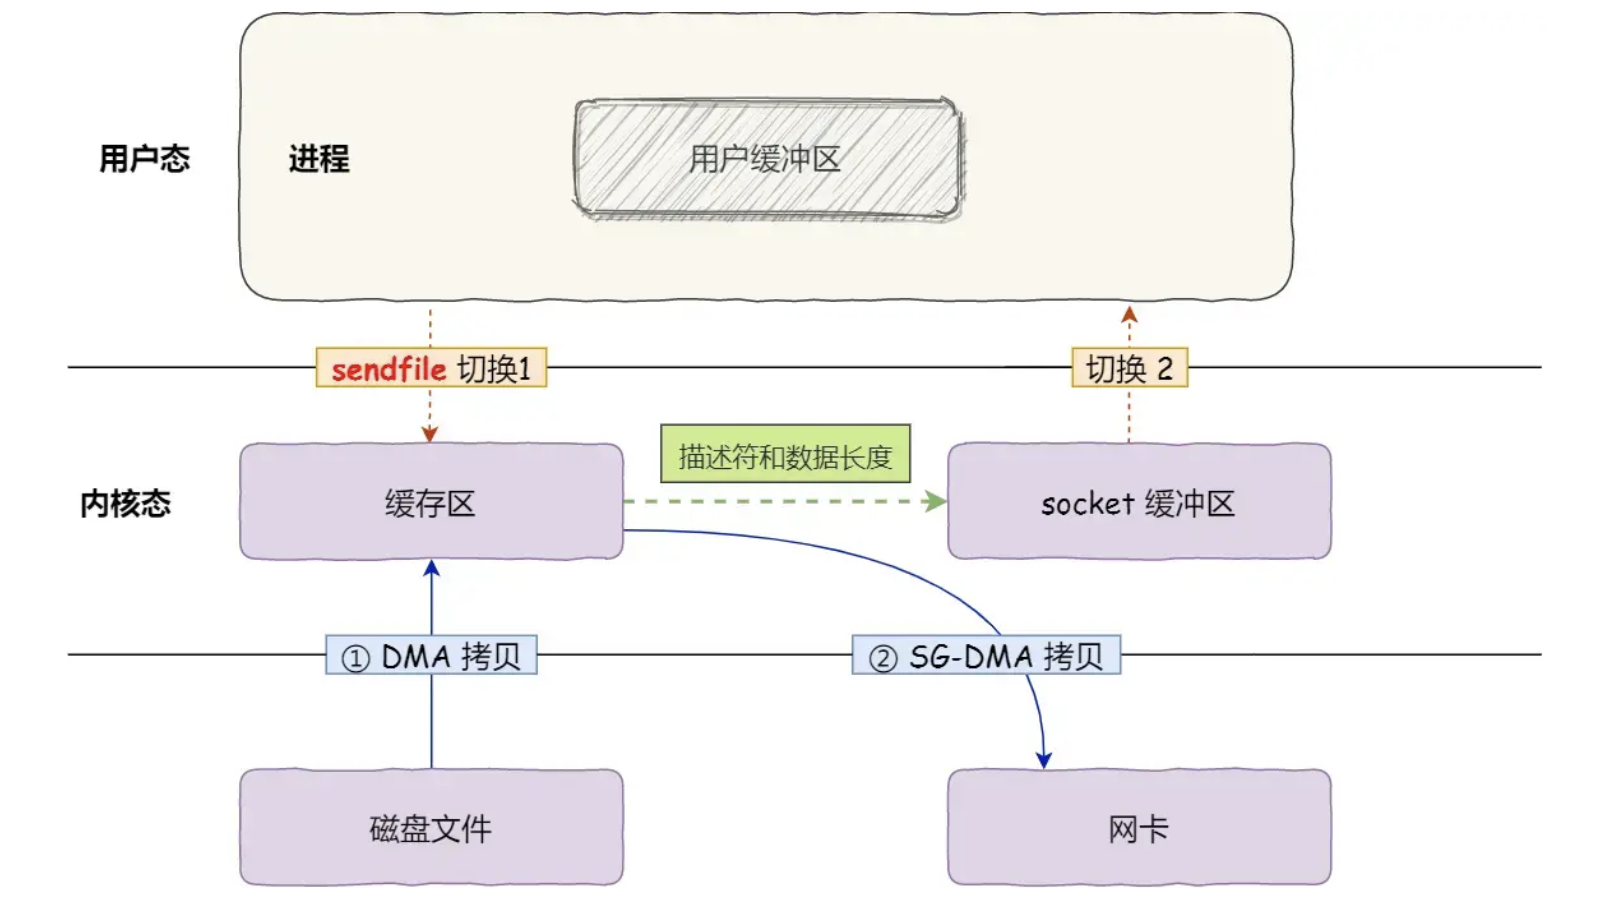 用户态
进程
用户缓冲区
sendfile 切换1
切换 2
描述符和数据长度
内核态
缓存区
socket 缓冲区
① DMA 拷贝
② SG-DMA 拷贝
磁盘文件
网卡